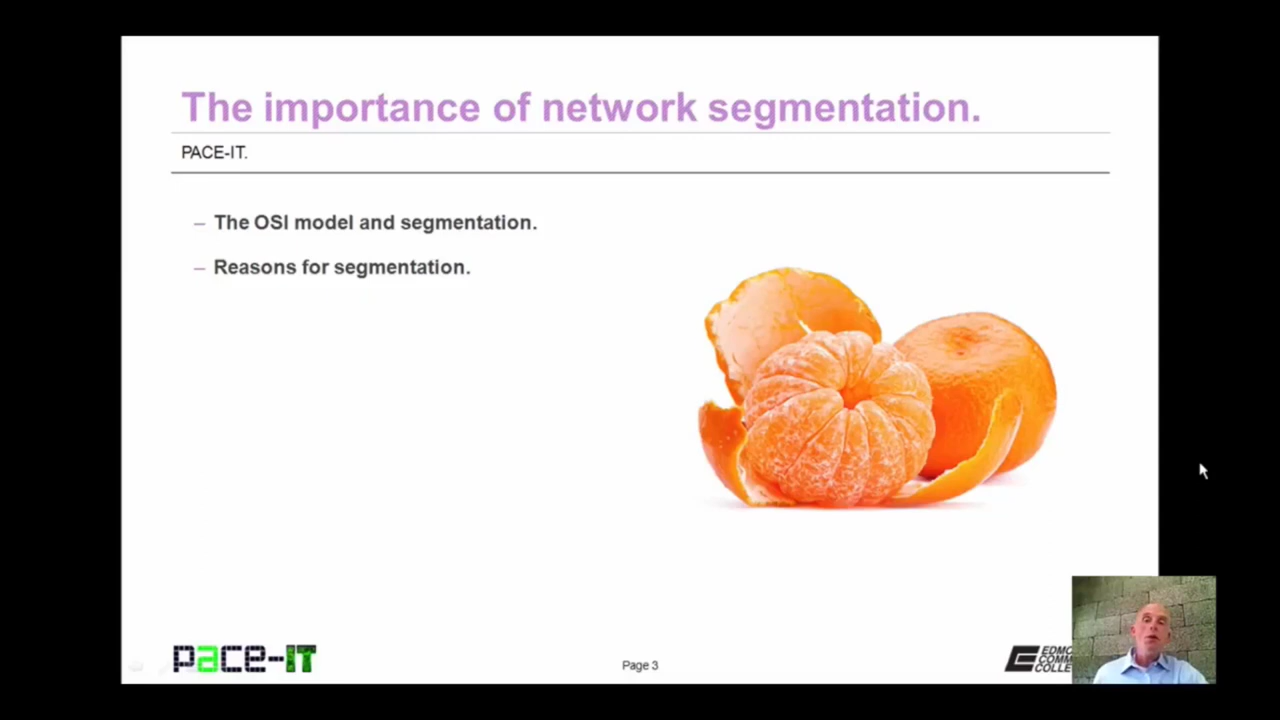 The importance of network segmentation.
PACE-IT.
– The OSI model and segmentation.
– Reasons for segmentation.
pace-IT
Page 3